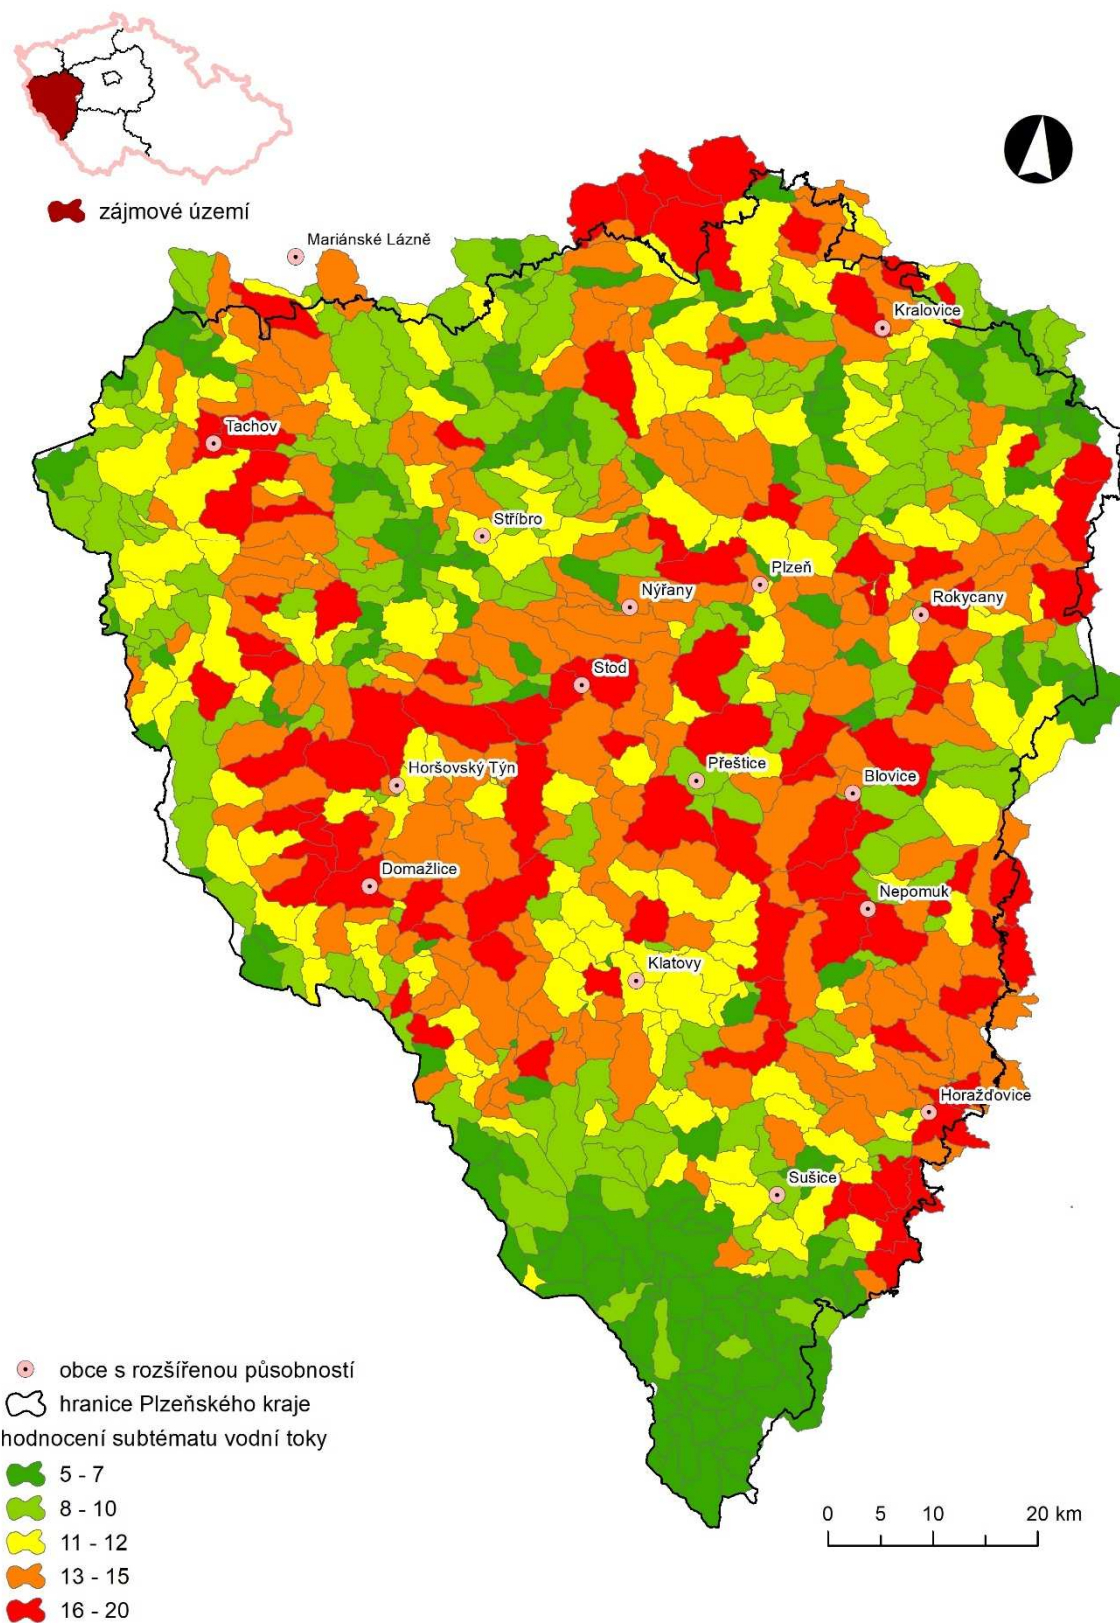 zájmové území
Mariánské Lázně
Kralovice
Tachov
Stříbro
Plzeň
Nýřany
Rokycany
Stod
Přeštice
Horšovský Týn
Blovice
Domažlice
Nepomuk
Klatovy
Horažďovice
Sušice
obce s rozšířenou působností
hranice Plzeňského kraje
hodnocení subtématu vodní toky
5 - 7
8 - 10
11 - 12
13 - 15
16 - 20
0 5 10 20 km